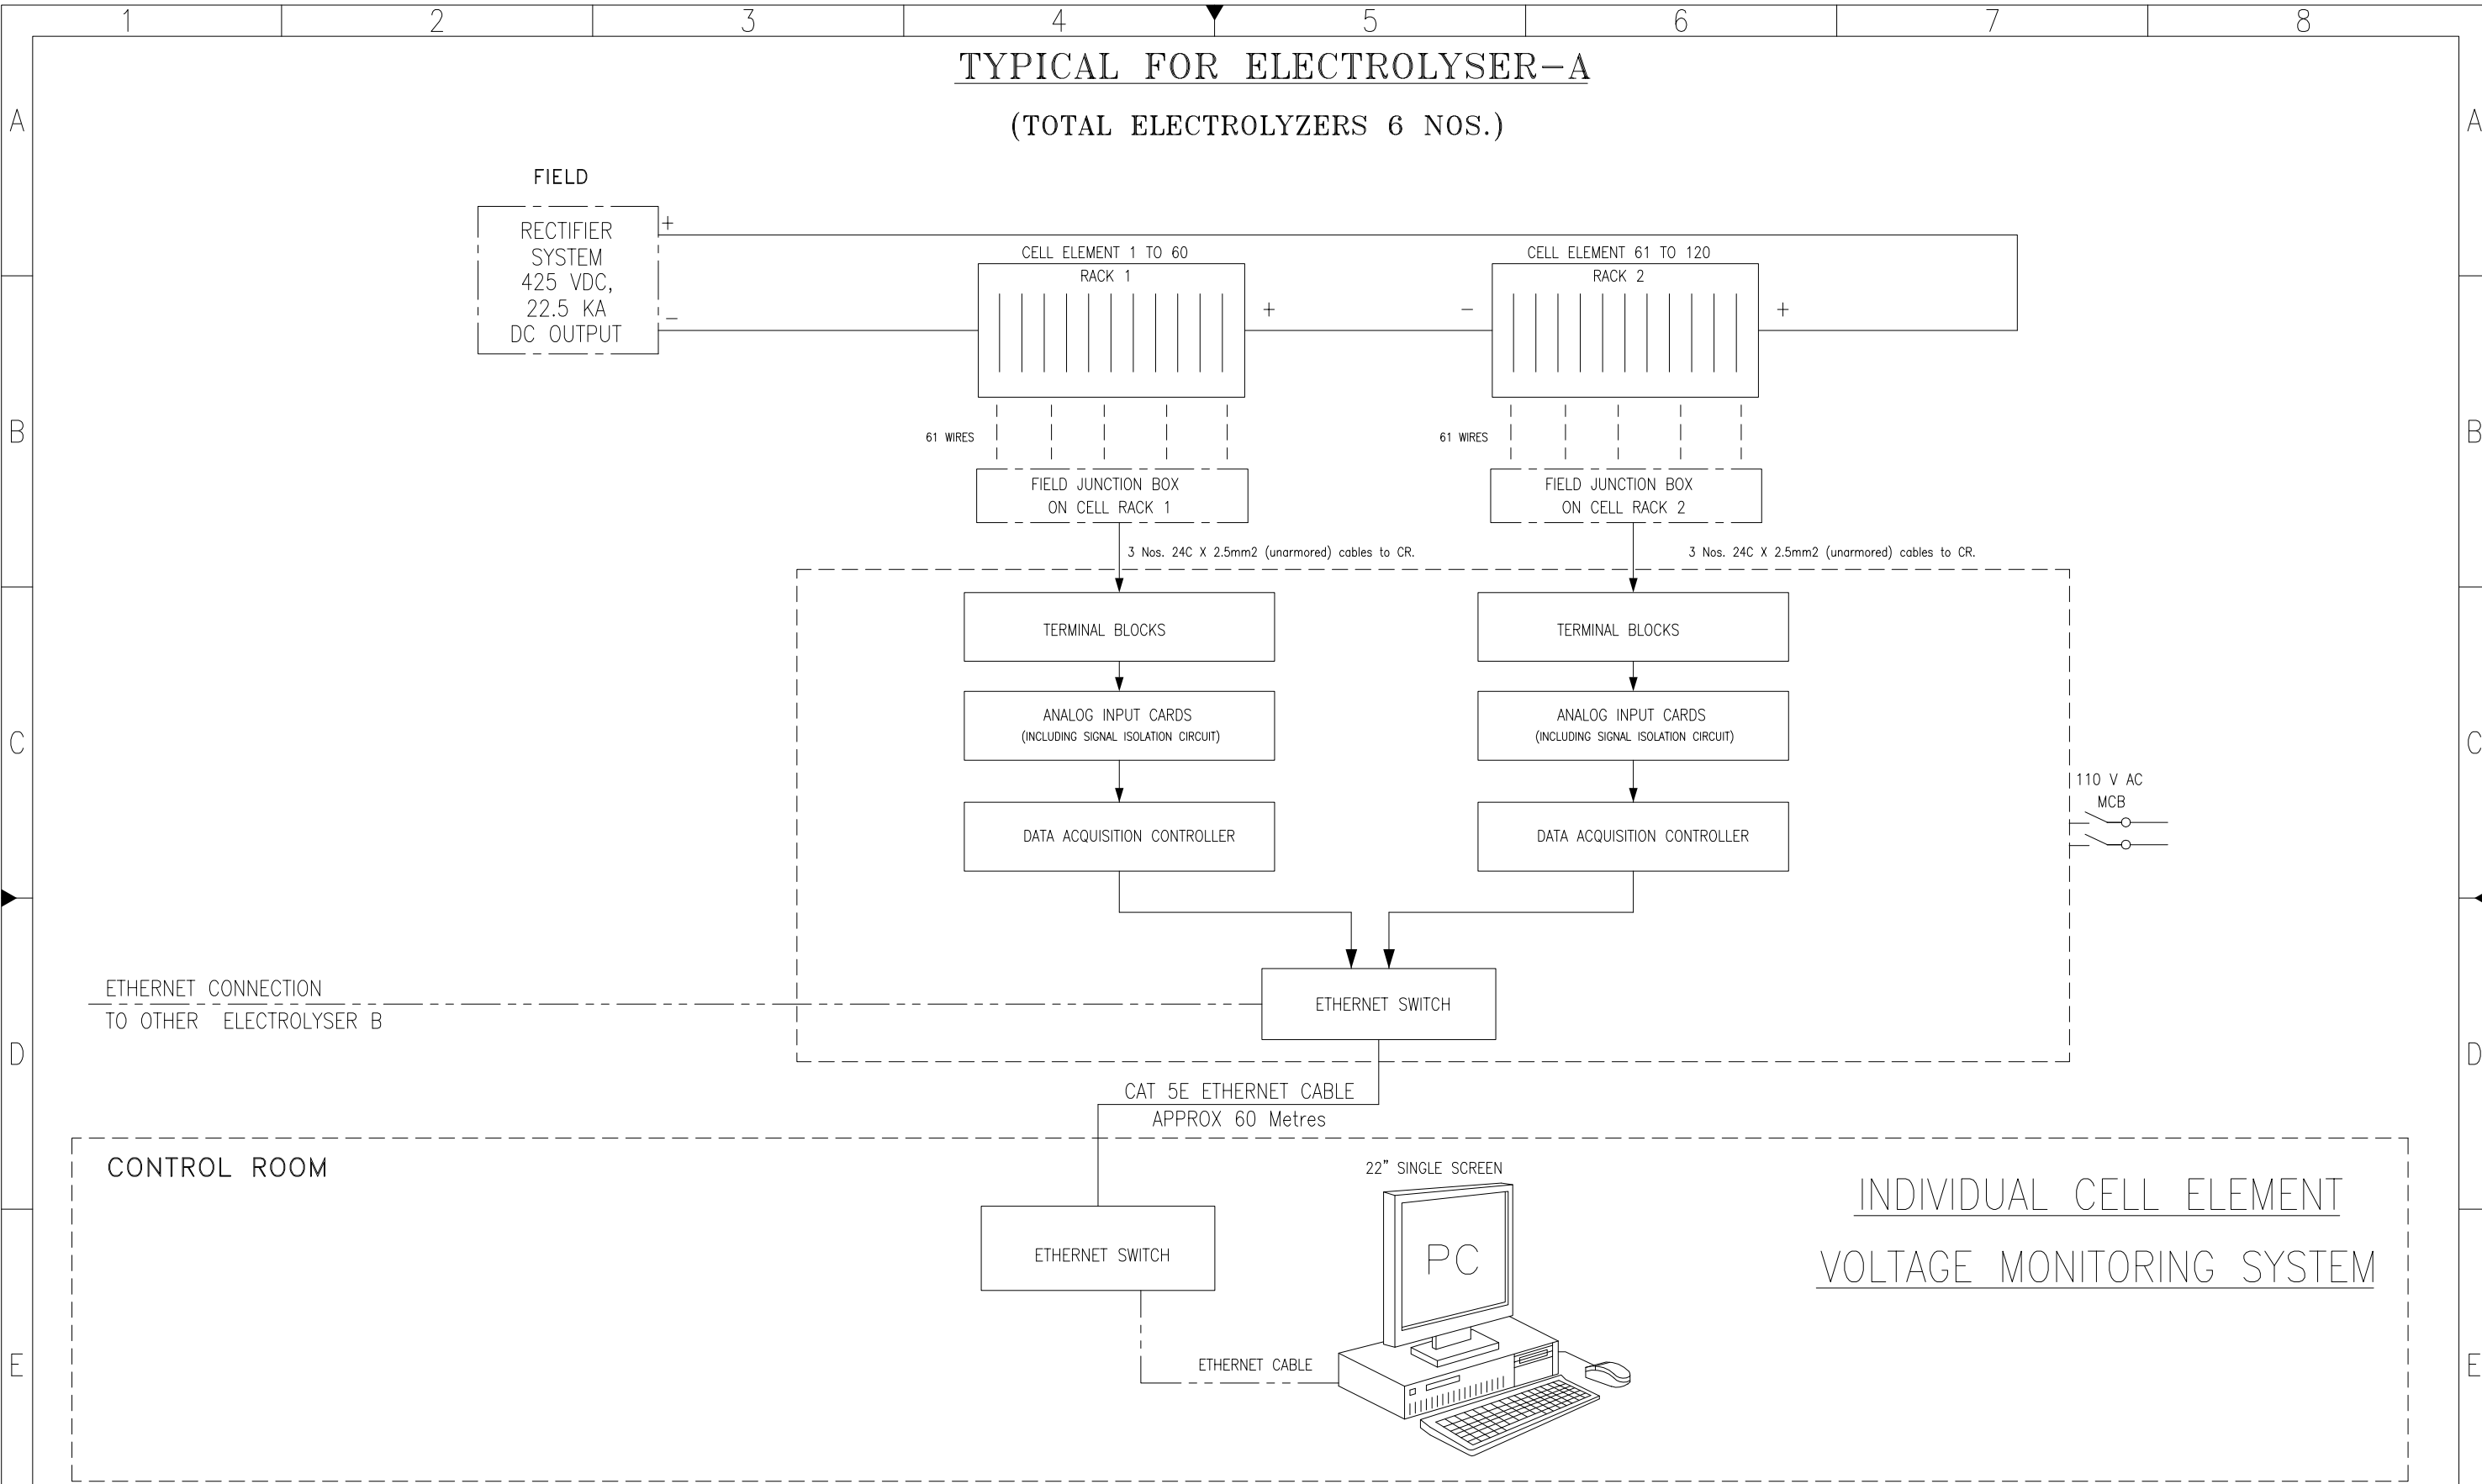 1 2 3 4 5 6 7 8
TYPICAL FOR ELECTROLYSER-A
(TOTAL ELECTROLYZERS 6 NOS.)
A A
FIELD
RECTIFIER
SYSTEM
425 VDC,
22.5 KA
DC OUTPUT
+
-
CELL ELEMENT 1 TO 60
RACK 1
+
CELL ELEMENT 61 TO 120
RACK 2
-
+
B B
61 WIRES
61 WIRES
FIELD JUNCTION BOX
ON CELL RACK 1
FIELD JUNCTION BOX
ON CELL RACK 2
3 Nos. 24C X 2.5mm2 (unarmored) cables to CR.
3 Nos. 24C X 2.5mm2 (unarmored) cables to CR.
TERMINAL BLOCKS
TERMINAL BLOCKS
ANALOG INPUT CARDS
(INCLUDING SIGNAL ISOLATION CIRCUIT)
ANALOG INPUT CARDS
(INCLUDING SIGNAL ISOLATION CIRCUIT)
C C
110 V AC
MCB
DATA ACQUISITION CONTROLLER
DATA ACQUISITION CONTROLLER
ETHERNET CONNECTION
TO OTHER ELECTROLYSER B
ETHERNET SWITCH
D D
CAT 5E ETHERNET CABLE
APPROX 60 Metres
CONTROL ROOM
22" SINGLE SCREEN
INDIVIDUAL CELL ELEMENT
VOLTAGE MONITORING SYSTEM
ETHERNET SWITCH
PC
ETHERNET CABLE
E E